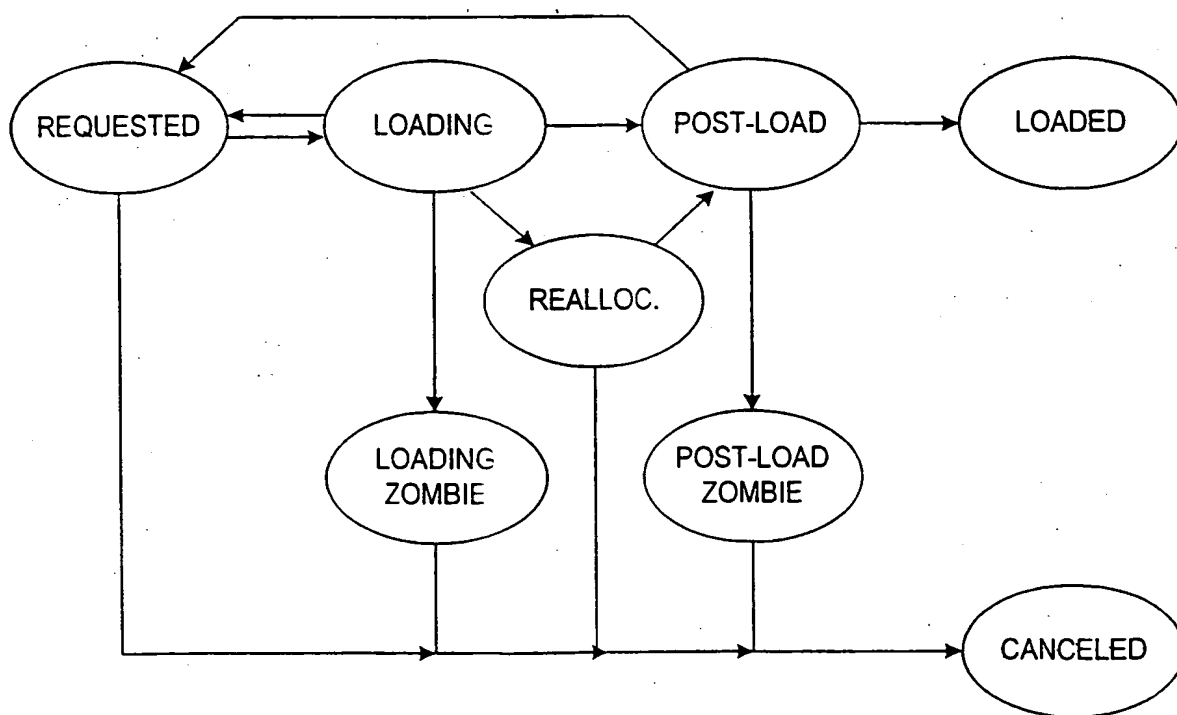 REQUESTED
LOADING
POST-LOAD
LOADED
REALLOC.
LOADING
ZOMBIE
POST-LOAD
ZOMBIE
CANCELED